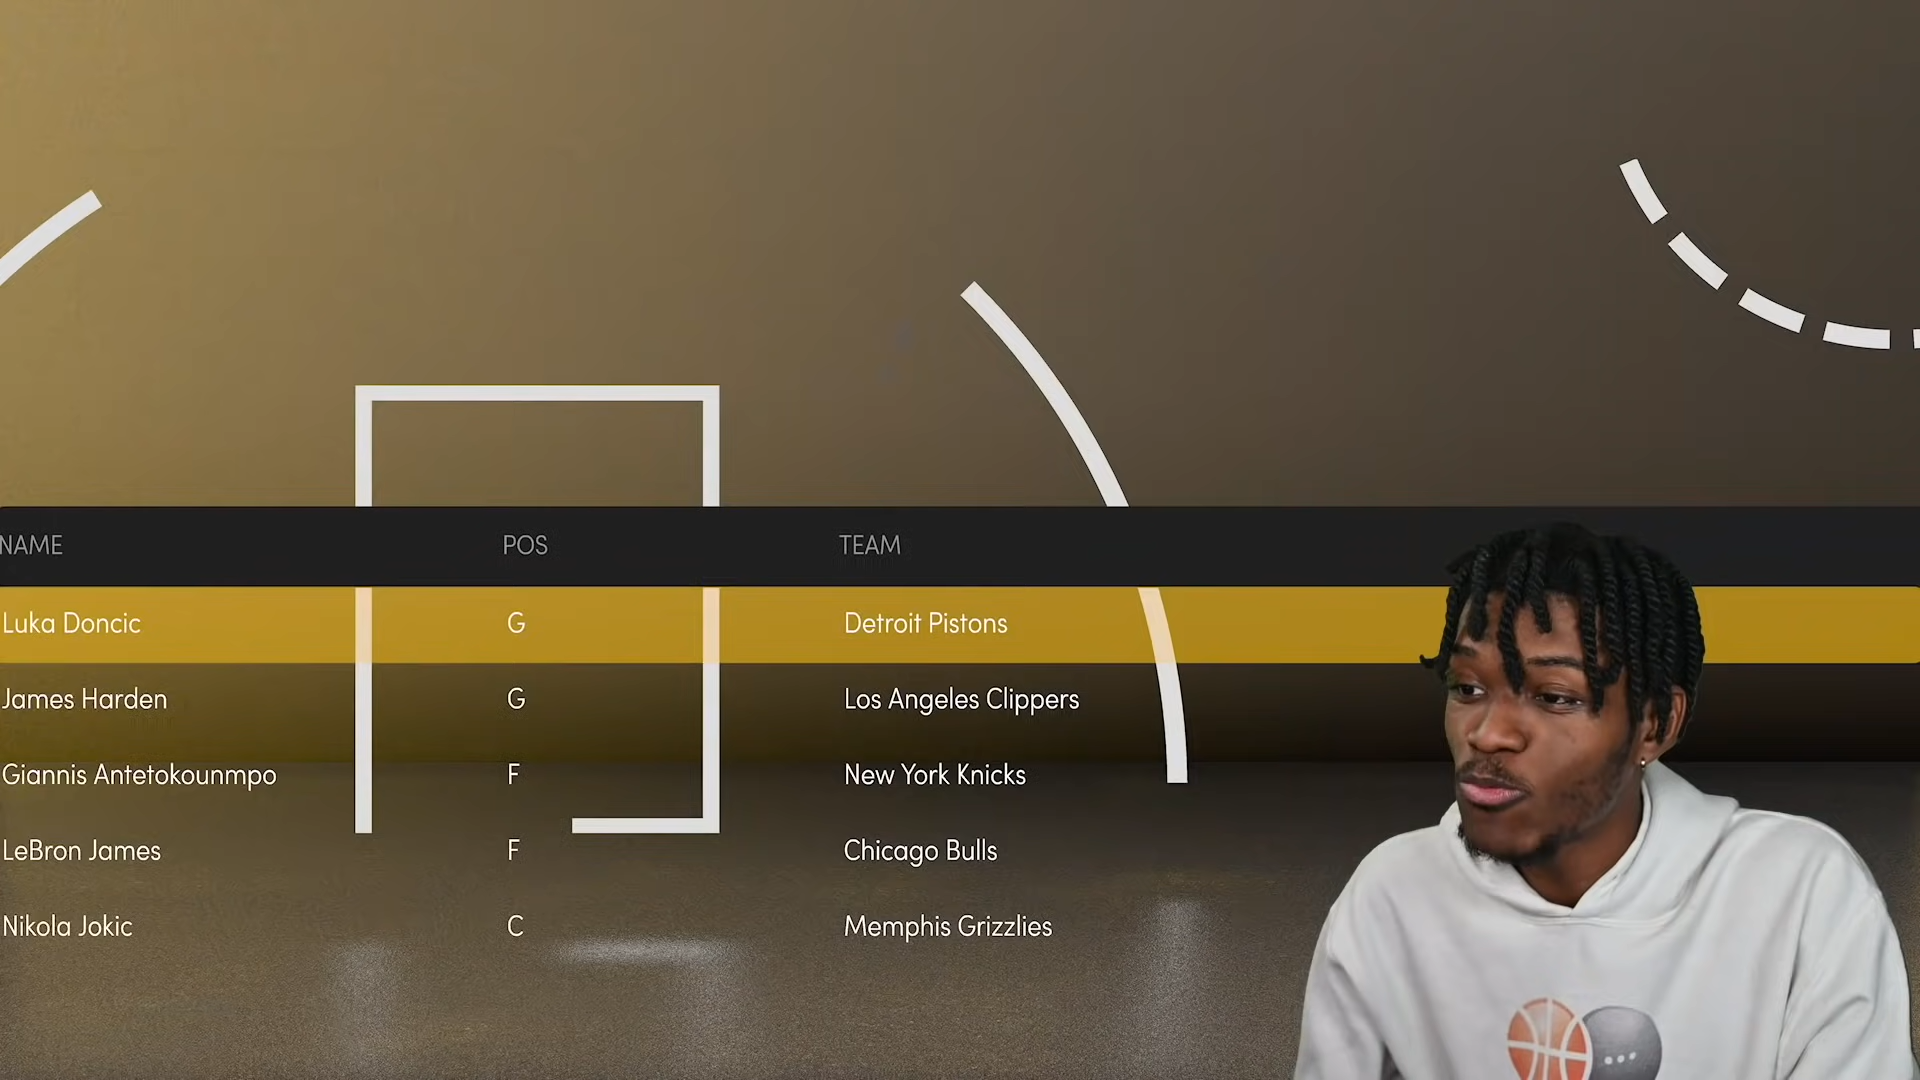 NAME POS TEAM
Luka Doncic G Detroit Pistons
James Harden G Los Angeles Clippers
Giannis Antetokounmpo F New York Knicks
LeBron James F Chicago Bulls
Nikola Jokic C Memphis Grizzlies